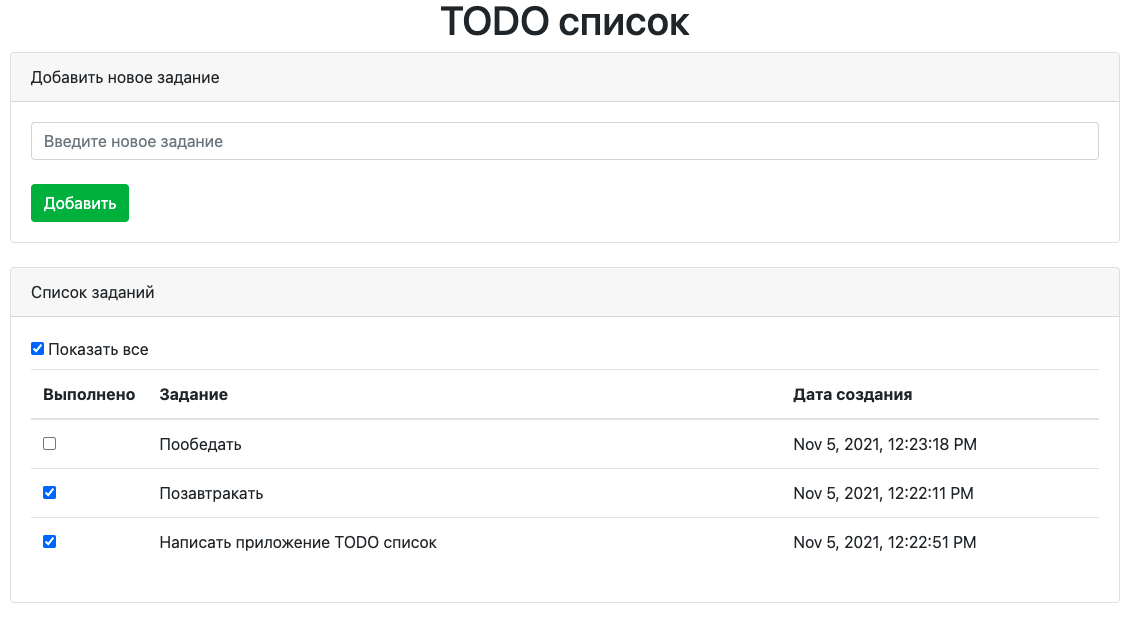 TODO список
Добавить новое задание
Введите новое задание
Добавить
Список заданий
Показать все
Выполнено Задание Дата создания
Пообедать Nov 5, 2021, 12:23:18 PM
Позавтракать Nov 5, 2021, 12:22:11 PM
Написать приложение TODO список Nov 5, 2021, 12:22:51 PM